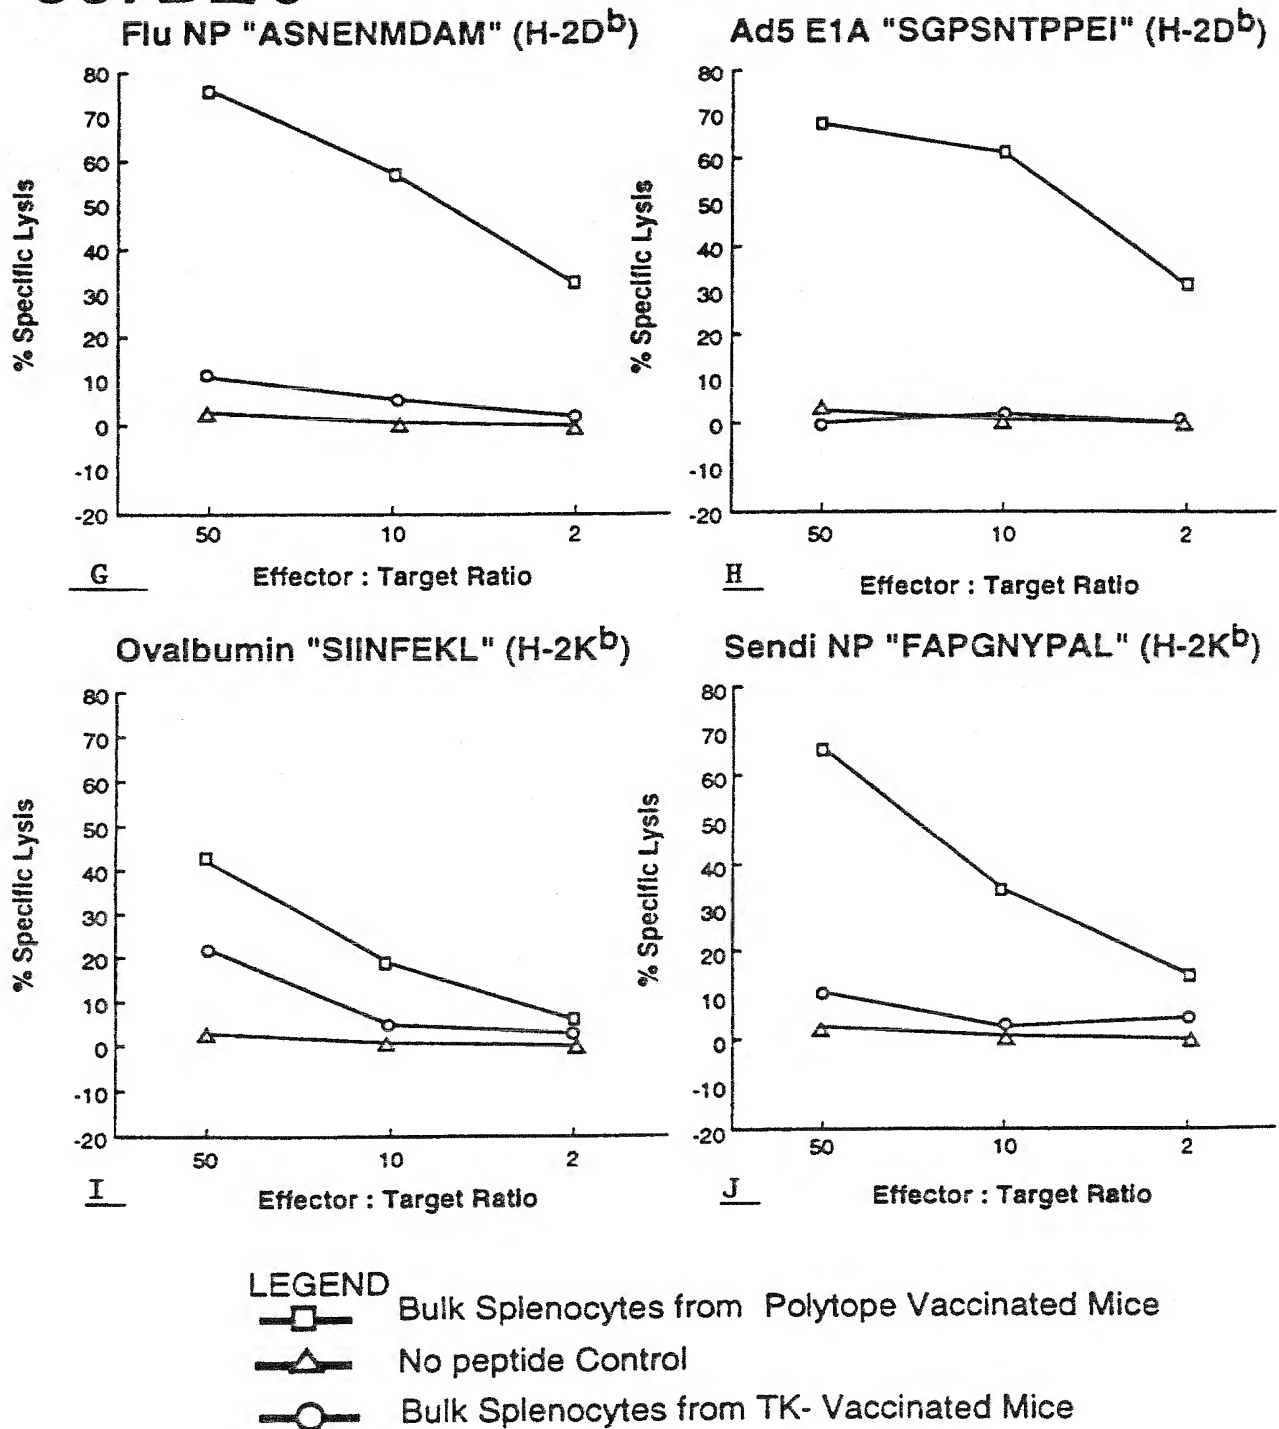 Flu NP "ASNENMDAM" (H-2Db)
80
70
60
50
40
30
20
10
0
-10
-20
% Specific Lysis
50 10 2
G Effector : Target Ratio
Ad5 E1A "SGPSNTPPEI" (H-2Db)
80
70
60
50
40
30
20
10
0
-10
-20
% Specific Lysis
50 10 2
H Effector : Target Ratio
Ovalbumin "SIINFEKL" (H-2Kb)
80
70
60
50
40
30
20
10
0
-10
-20
% Specific Lysis
50 10 2
I Effector : Target Ratio
Sendi NP "FAPGNYPAL" (H-2Kb)
80
70
60
50
40
30
20
10
0
-10
-20
% Specific Lysis
50 10 2
J Effector : Target Ratio
LEGEND
Bulk Splenocytes from Polytope Vaccinated Mice
No peptide Control
Bulk Splenocytes from TK- Vaccinated Mice